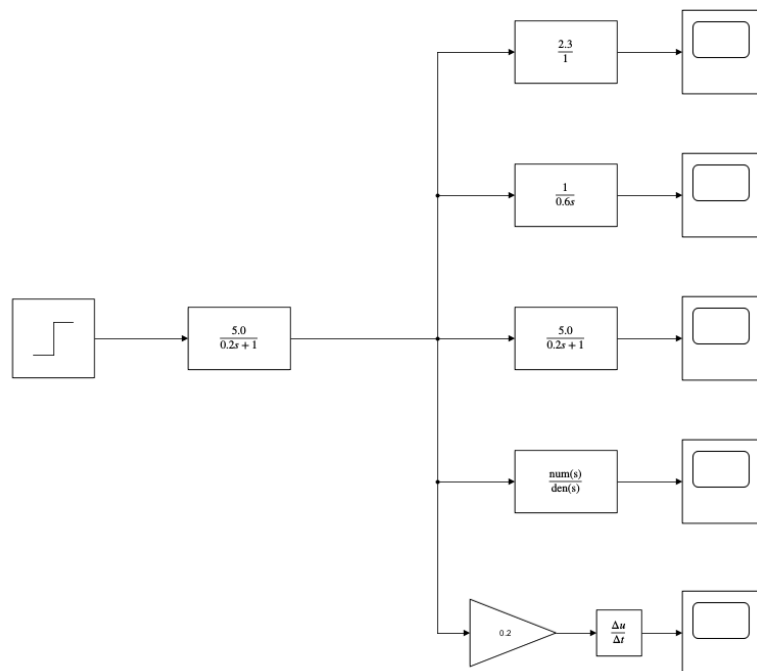 2.3
1
1
0.6s
5.0
0.2s + 1
5.0
0.2s + 1
num(s)
den(s)
0.2
Δu
Δt